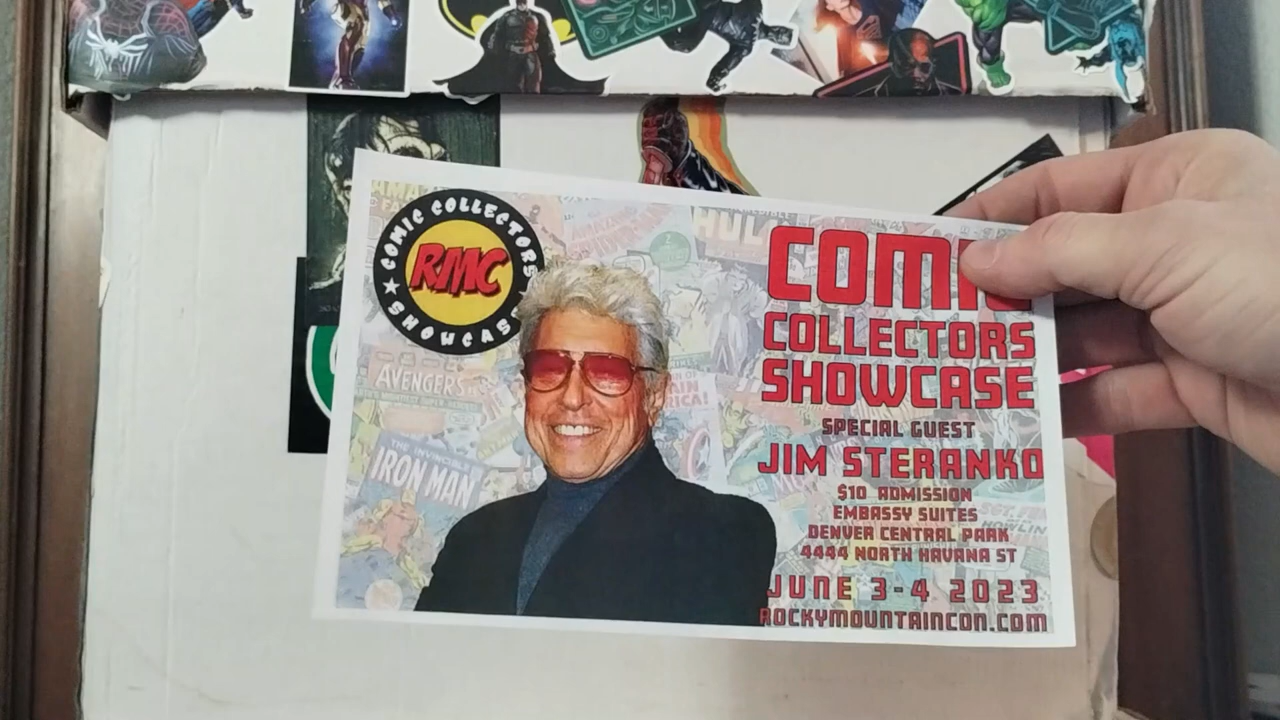 COMIC COLLECTORS
RMC
SHOWCASE
COMIC
COLLECTORS
SHOWCASE
SPECIAL GUEST
JIM STERANKO
$10 ADMISSION
EMBASSY SUITES
DENVER CENTRAL PARK
4444 NORTH HAVANA ST
JUNE 3-4 2023
ROCKYMOUNTAINCON.COM
HULK
AVENGERS
THE INVINCIBLE
IRON MAN